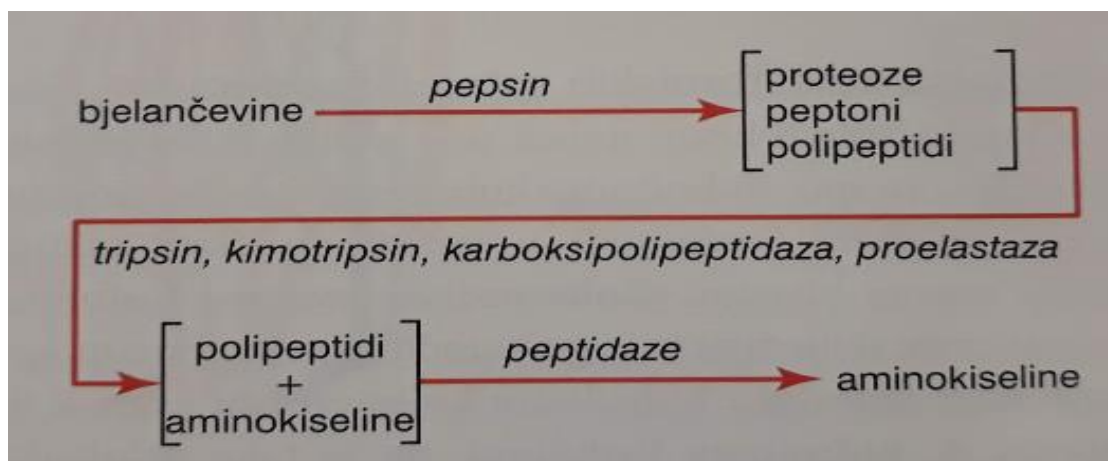 pepsin
bjelančevine
proteoze
peptoni
polipeptidi
tripsin, kimotripsin, karboksipolipeptidaza, proelastaza
polipeptidi
+
aminokiseline
peptidaze
aminokiseline